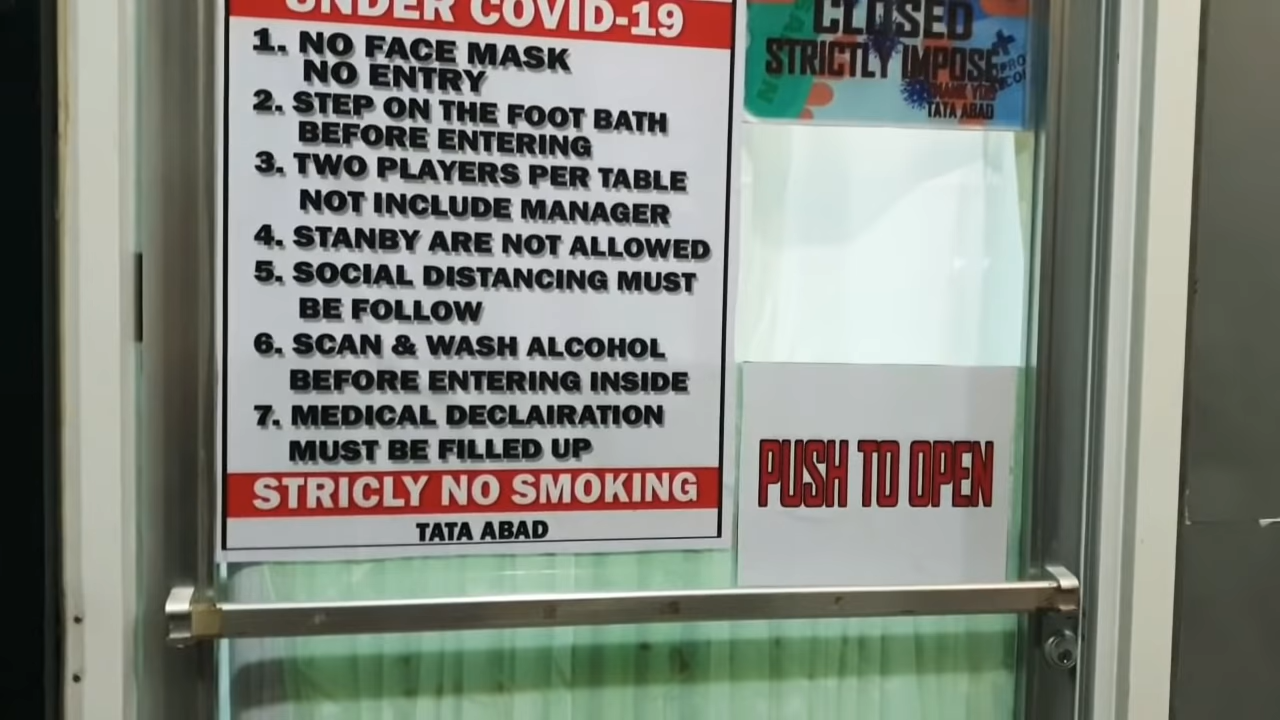 UNDER COVID-19
1. NO FACE MASK
NO ENTRY
2. STEP ON THE FOOT BATH
BEFORE ENTERING
3. TWO PLAYERS PER TABLE
NOT INCLUDE MANAGER
4. STANBY ARE NOT ALLOWED
5. SOCIAL DISTANCING MUST
BE FOLLOW
6. SCAN & WASH ALCOHOL
BEFORE ENTERING INSIDE
7. MEDICAL DECLAIRATION
MUST BE FILLED UP
STRICLY NO SMOKING
TATA ABAD
CLOSED
STRICTLY IMPOSE
THANK YOU
TATA ABAD
PUSH TO OPEN